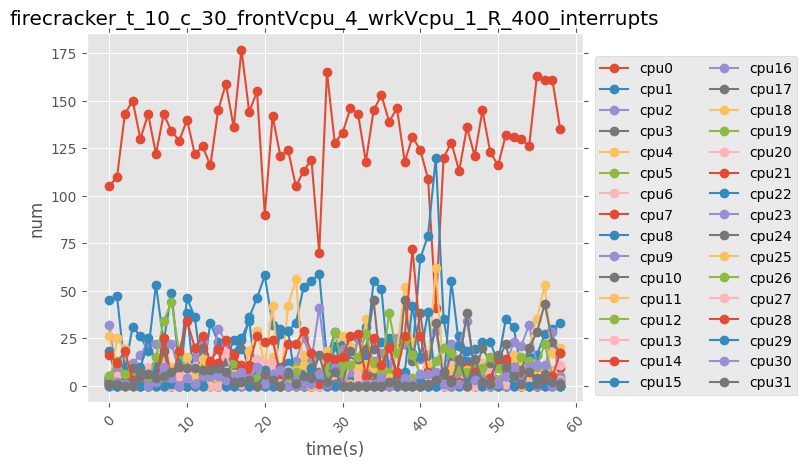 firecracker_t_10_c_30_frontVcpu_4_wrkVcpu_1_R_400_interrupts
175
150
125
100
75
50
25
0
num
0
10
20
30
40
50
60
time(s)
cpu0
cpu1
cpu2
cpu3
cpu4
cpu5
cpu6
cpu7
cpu8
cpu9
cpu10
cpu11
cpu12
cpu13
cpu14
cpu15
cpu16
cpu17
cpu18
cpu19
cpu20
cpu21
cpu22
cpu23
cpu24
cpu25
cpu26
cpu27
cpu28
cpu29
cpu30
cpu31